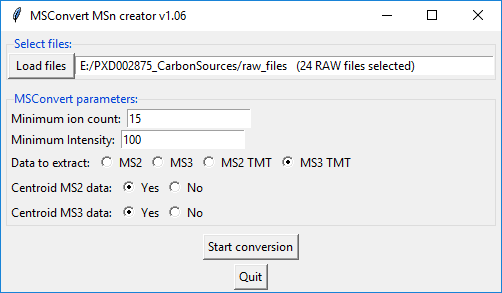 MSConvert MSn creator v1.06
Select files:
Load files E:/PXD002875_CarbonSources/raw_files (24 RAW files selected)
MSConvert parameters:
Minimum ion count: 15
Minimum Intensity: 100
Data to extract: MS2 MS3 MS2 TMT MS3 TMT
Centroid MS2 data: Yes No
Centroid MS3 data: Yes No
Start conversion
Quit